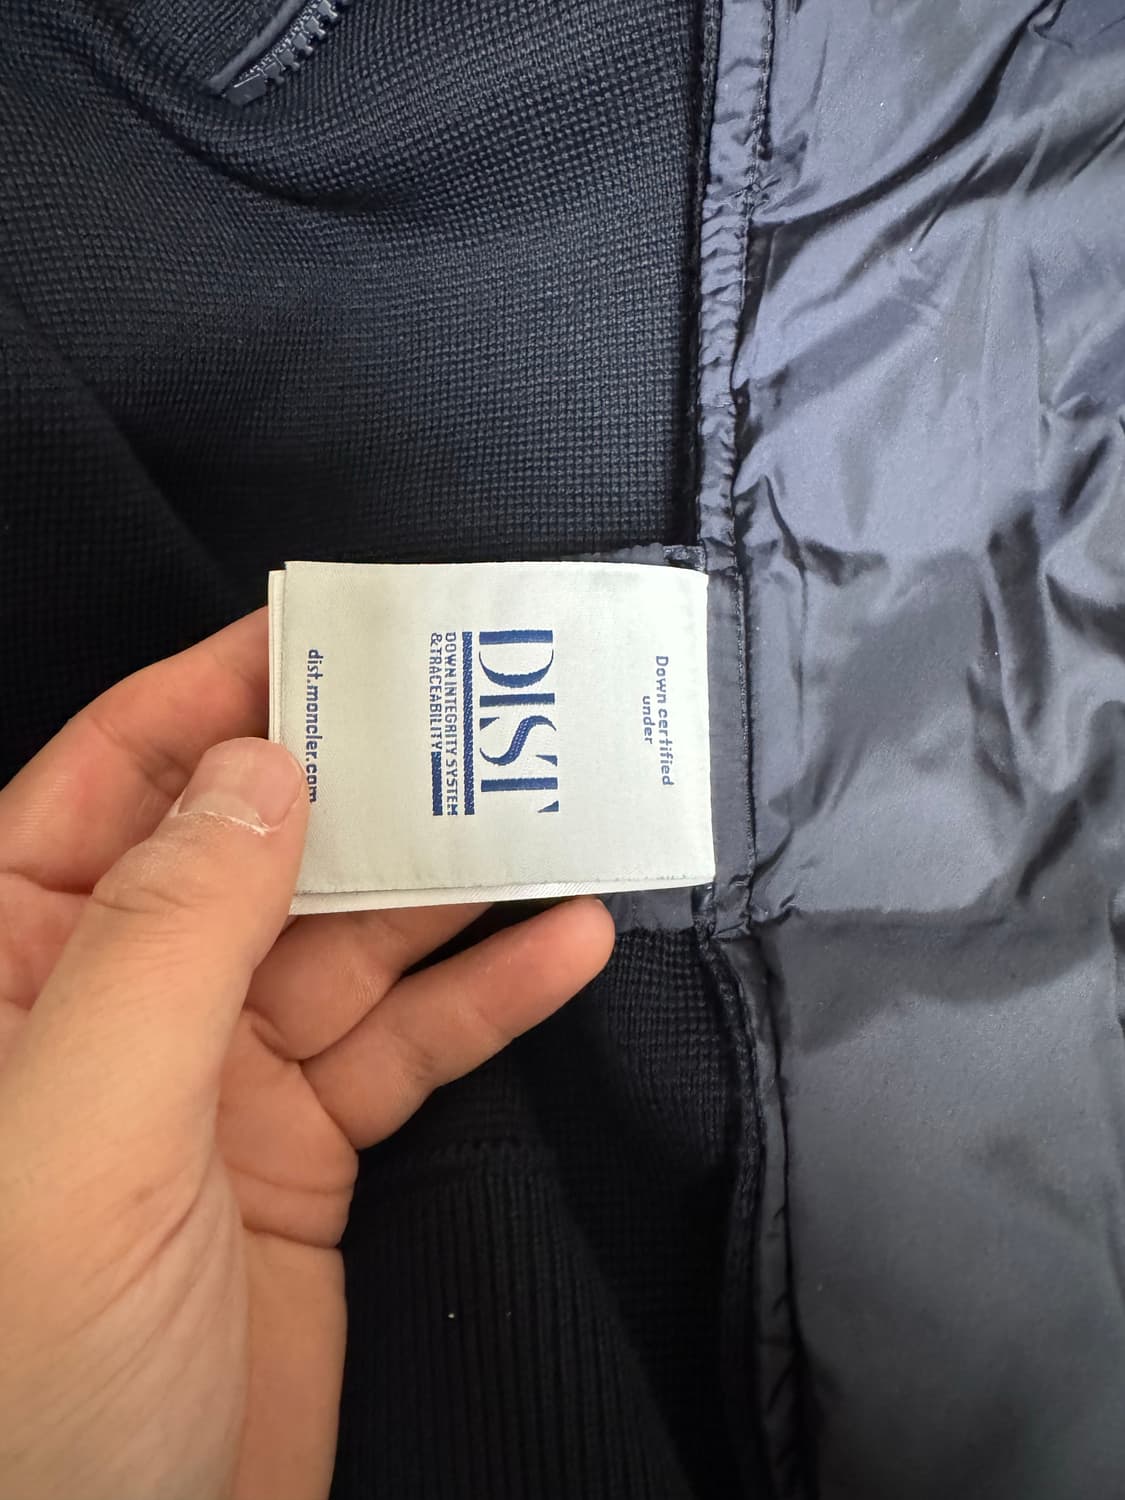 Down certified
under
DIST
DOWN INTEGRITY SYSTEM
& TRACEABILITY
dist.moncler.com